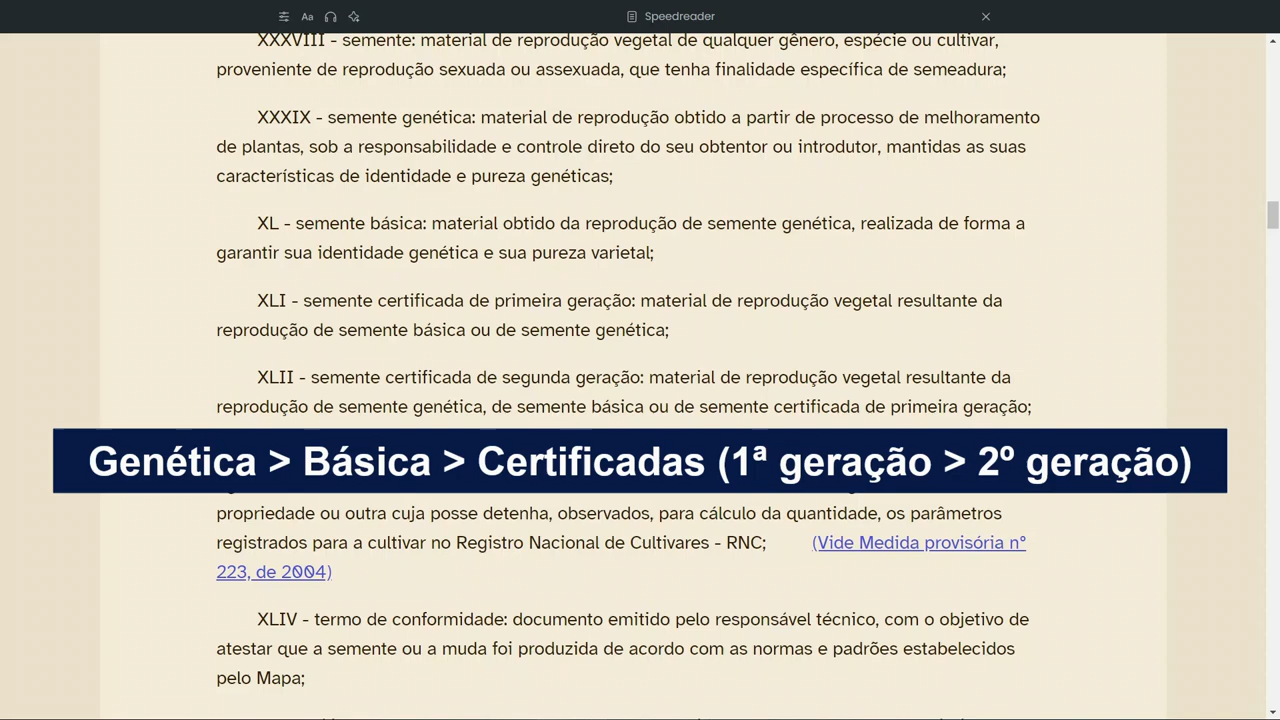 Aa
Speedreader
XXXVIII - semente: material de reprodução vegetal de qualquer gênero, espécie ou cultivar,
proveniente de reprodução sexuada ou assexuada, que tenha finalidade específica de semeadura;
XXXIX - semente genética: material de reprodução obtido a partir de processo de melhoramento
de plantas, sob a responsabilidade e controle direto do seu obtentor ou introdutor, mantidas as suas
características de identidade e pureza genéticas;
XL - semente básica: material obtido da reprodução de semente genética, realizada de forma a
garantir sua identidade genética e sua pureza varietal;
XLI - semente certificada de primeira geração: material de reprodução vegetal resultante da
reprodução de semente básica ou de semente genética;
XLII - semente certificada de segunda geração: material de reprodução vegetal resultante da
reprodução de semente genética, de semente básica ou de semente certificada de primeira geração;
Genética > Básica > Certificadas (1ª geração > 2º geração)
propriedade ou outra cuja posse detenha, observados, para cálculo da quantidade, os parâmetros
registrados para a cultivar no Registro Nacional de Cultivares - RNC; (Vide Medida provisória nº
223, de 2004)
XLIV - termo de conformidade: documento emitido pelo responsável técnico, com o objetivo de
atestar que a semente ou a muda foi produzida de acordo com as normas e padrões estabelecidos
pelo Mapa;